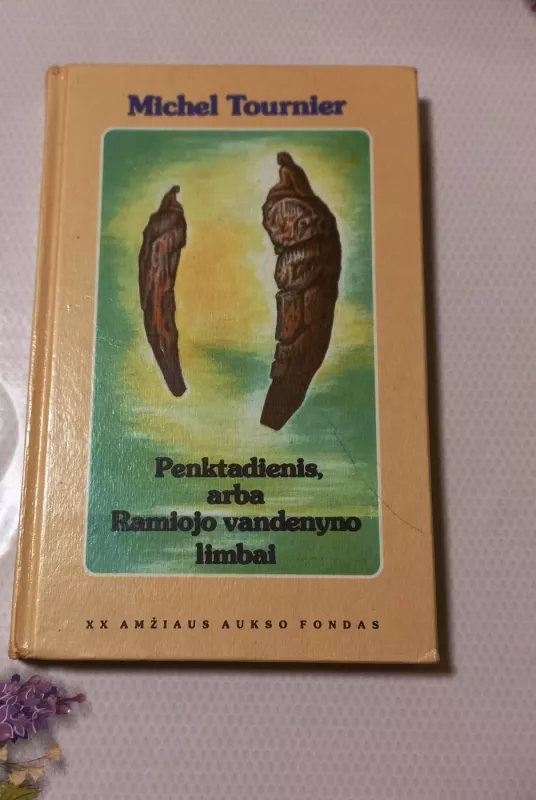 Michel Tournier
Penktadienis,
arba
Ramiojo vandenyno
limbai
XX AMŽIAUS AUKSO FONDAS